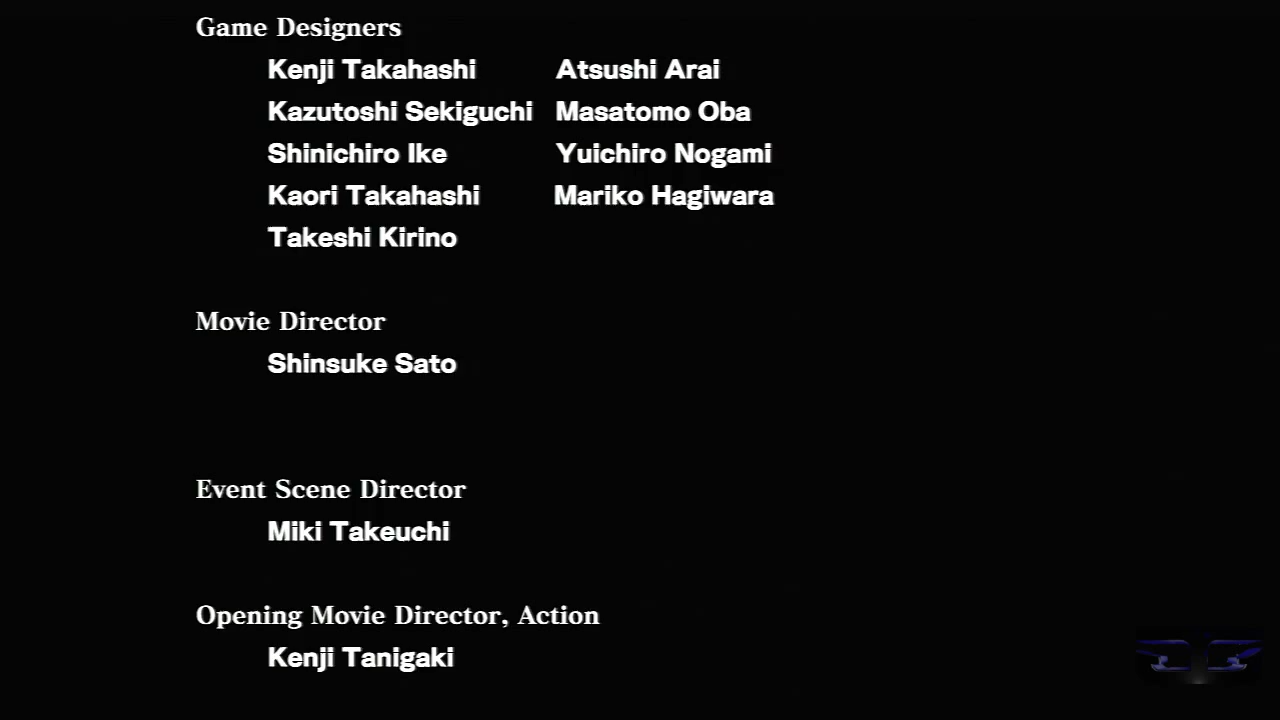 Game Designers
Kenji Takahashi Atsushi Arai
Kazutoshi Sekiguchi Masatomo Oba
Shinichiro Ike Yuichiro Nogami
Kaori Takahashi Mariko Hagiwara
Takeshi Kirino
Movie Director
Shinsuke Sato
Event Scene Director
Miki Takeuchi
Opening Movie Director, Action
Kenji Tanigaki